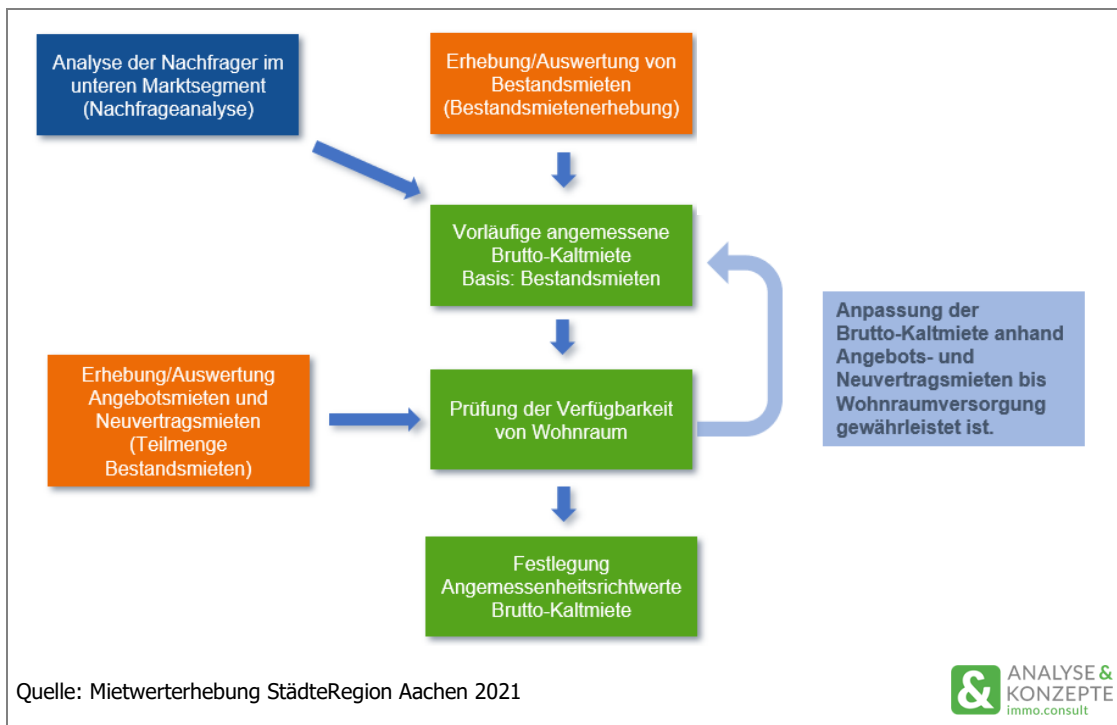 Analyse der Nachfrager im
unteren Marktsegment
(Nachfrageanalyse)
Erhebung/Auswertung von
Bestandsmieten
(Bestandsmietenerhebung)
Vorläufige angemessene
Brutto-Kaltmiete
Basis: Bestandsmieten
Anpassung der
Brutto-Kaltmiete anhand
Angebots- und
Neuvertragsmieten bis
Wohnraumversorgung
gewährleistet ist.
Erhebung/Auswertung
Angebotsmieten und
Neuvertragsmieten
(Teilmenge
Bestandsmieten)
Prüfung der Verfügbarkeit
von Wohnraum
Festlegung
Angemessenheitsrichtwerte
Brutto-Kaltmiete
Quelle: Mietwerterhebung StädteRegion Aachen 2021
&
ANALYSE &
KONZEPTE
immo.consult